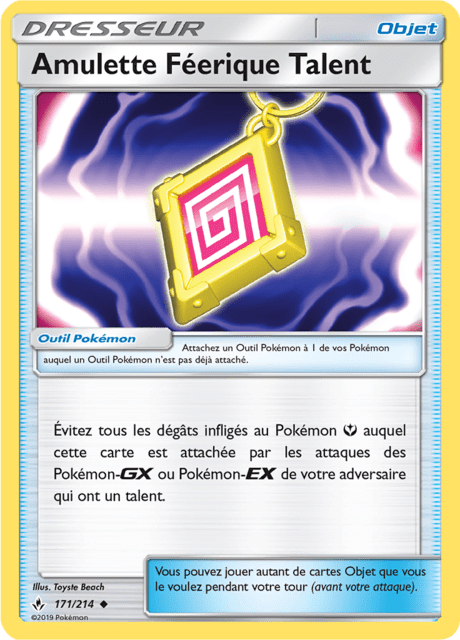 DRESSEUR
Objet
Amulette Féerique Talent
Outil Pokémon
Attachez un Outil Pokémon à 1 de vos Pokémon
auquel un Outil Pokémon n'est pas déjà attaché.
Évitez tous les dégâts infligés au Pokémon auquel
cette carte est attachée par les attaques des
Pokémon-GX ou Pokémon-EX de votre adversaire
qui ont un talent.
Vous pouvez jouer autant de cartes Objet que vous
le voulez pendant votre tour (avant votre attaque).
Illus. Toyste Beach
171/214
©2019 Pokémon